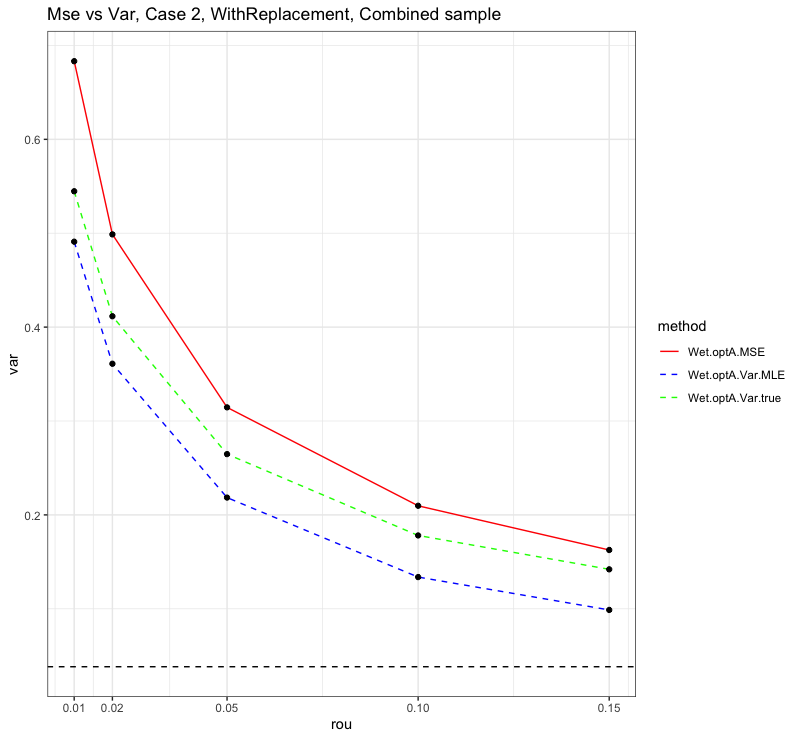 Mse vs Var, Case 2, WithReplacement, Combined sample
0.6
0.4
0.2
var
0.01 0.02 0.05 0.10 0.15
rou
method
Wet.optA.MSE
Wet.optA.Var.MLE
Wet.optA.Var.true